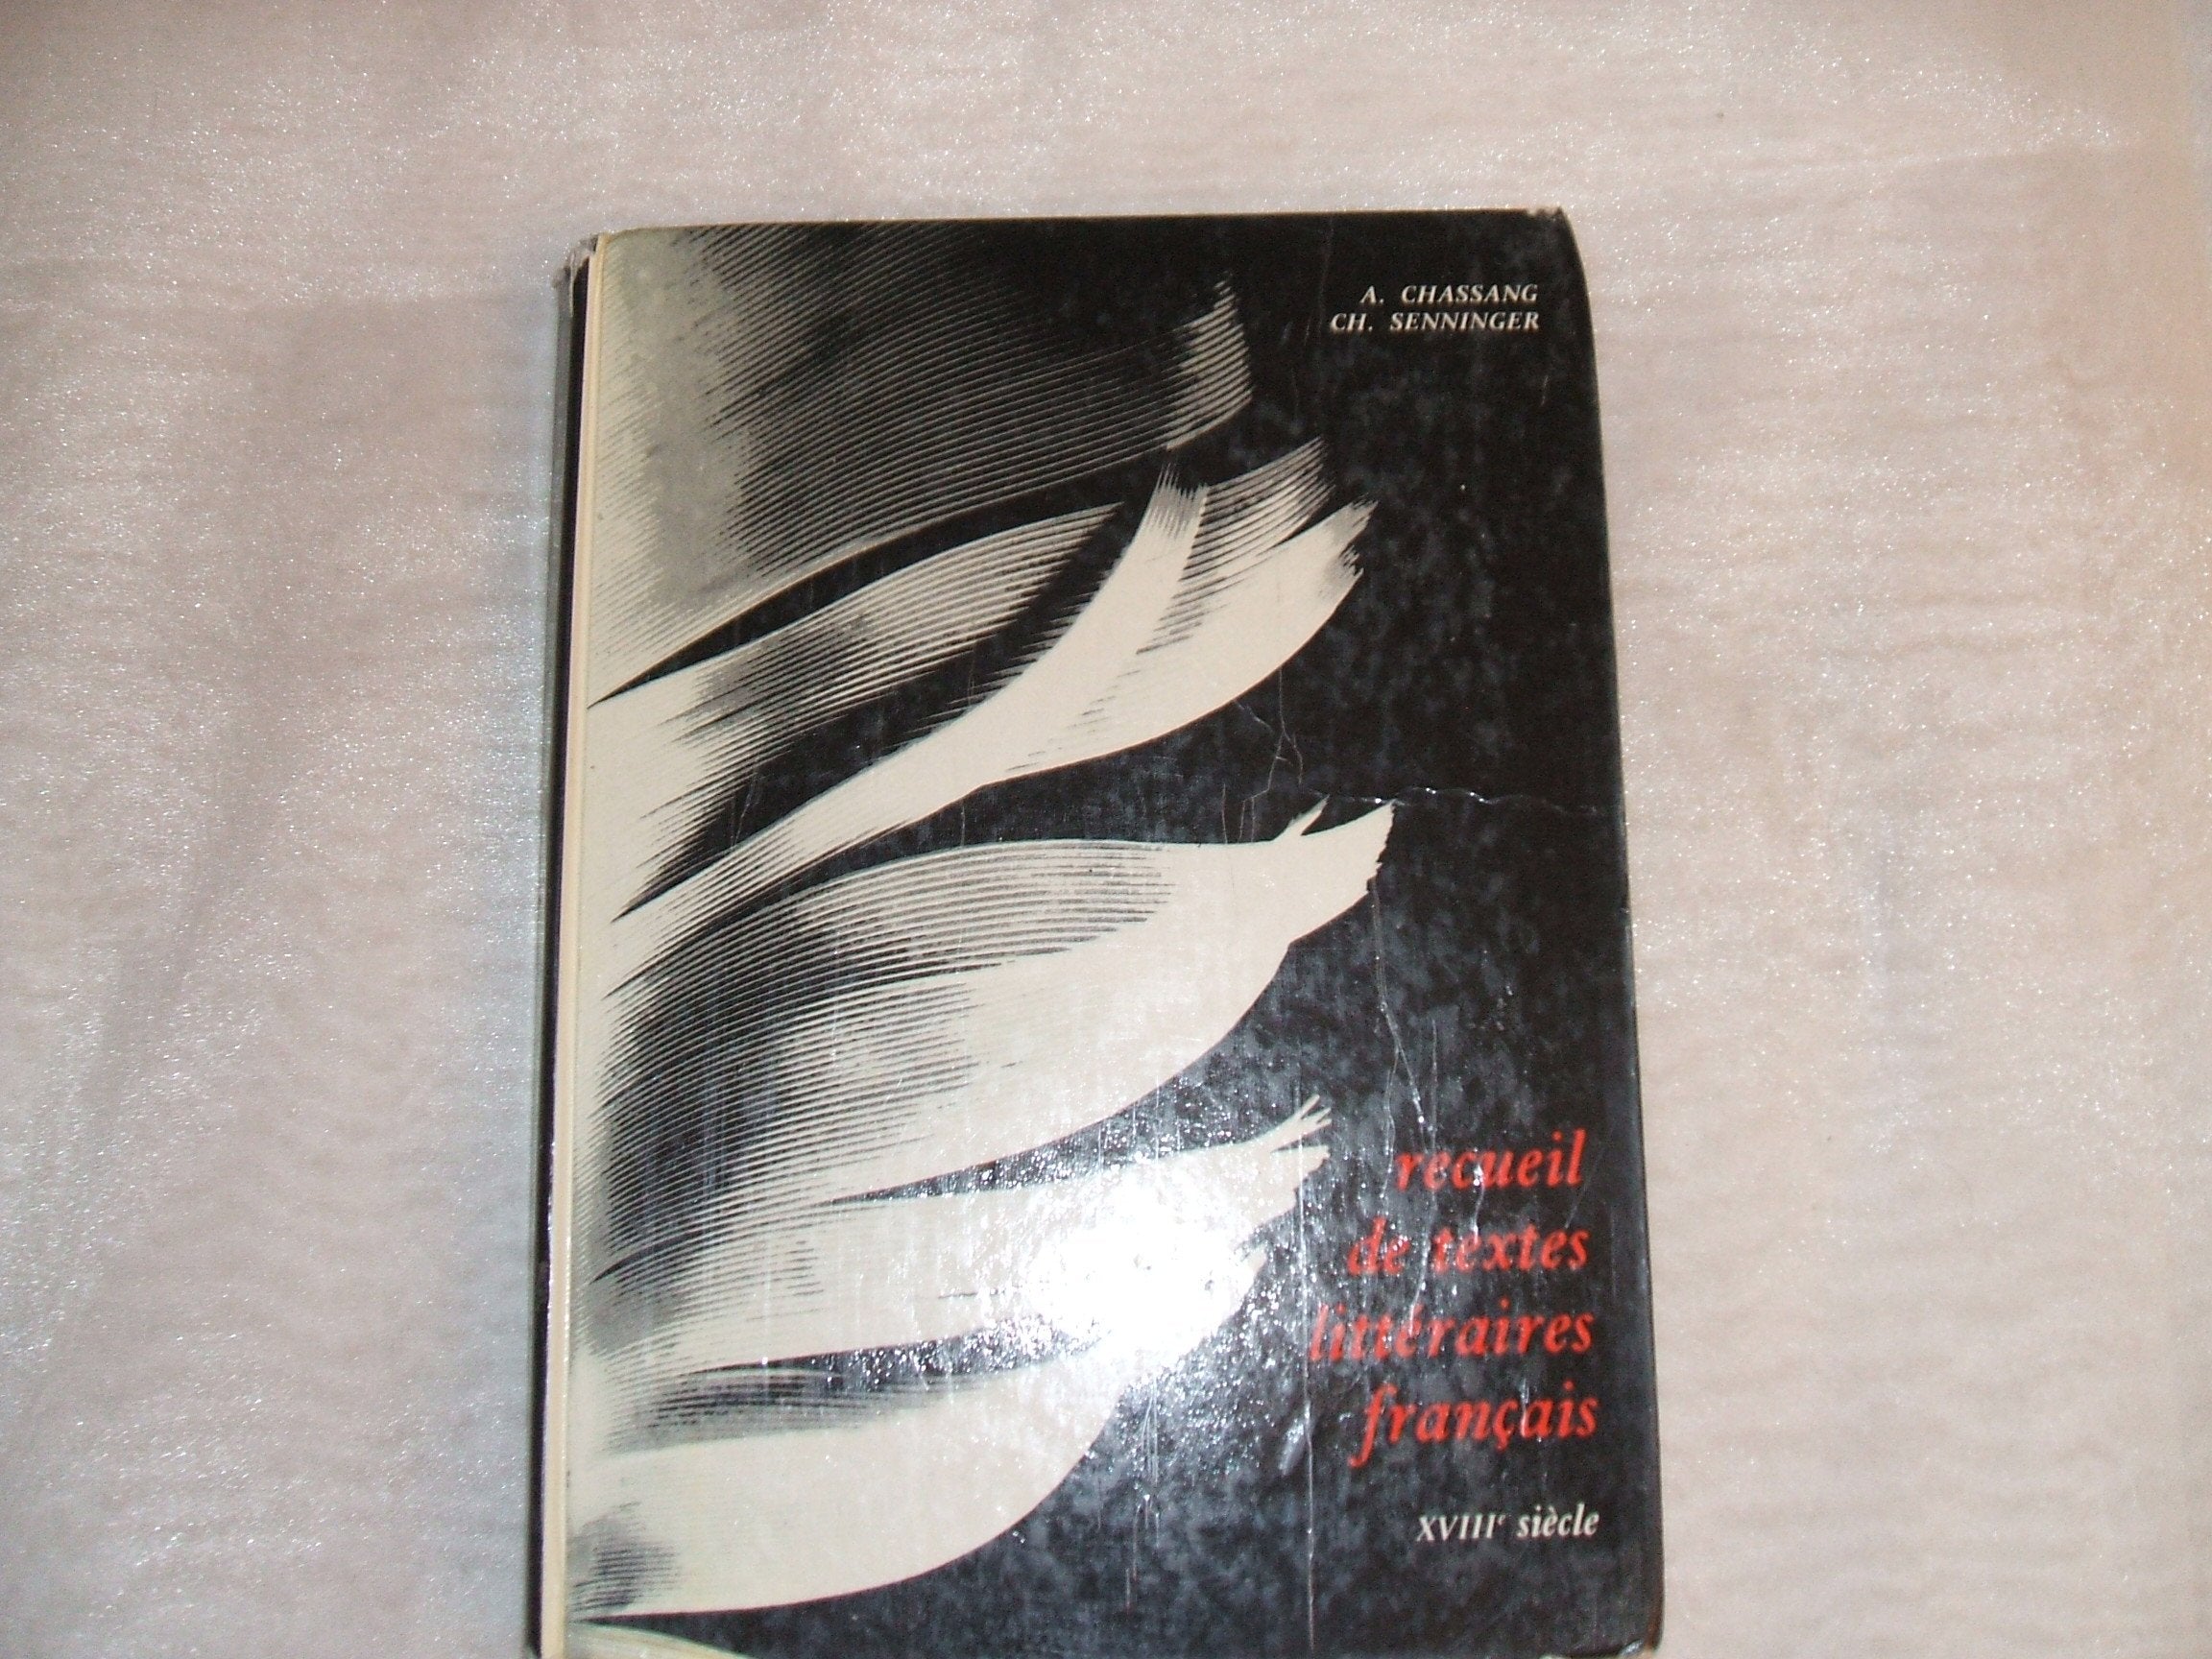 A. CHASSANG
CH. SENNINGER
recueil
de textes
littéraires
français
XVIIIe siècle